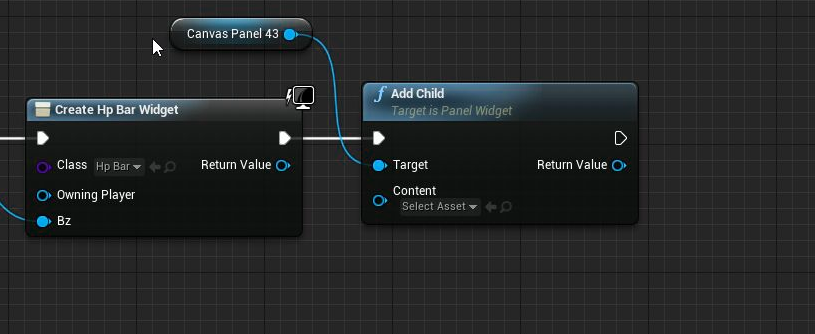 Canvas Panel 43
Create Hp Bar Widget
Class Hp Bar Return Value
Owning Player
Bz
f Add Child
Target is Panel Widget
Target Return Value
Content
Select Asset